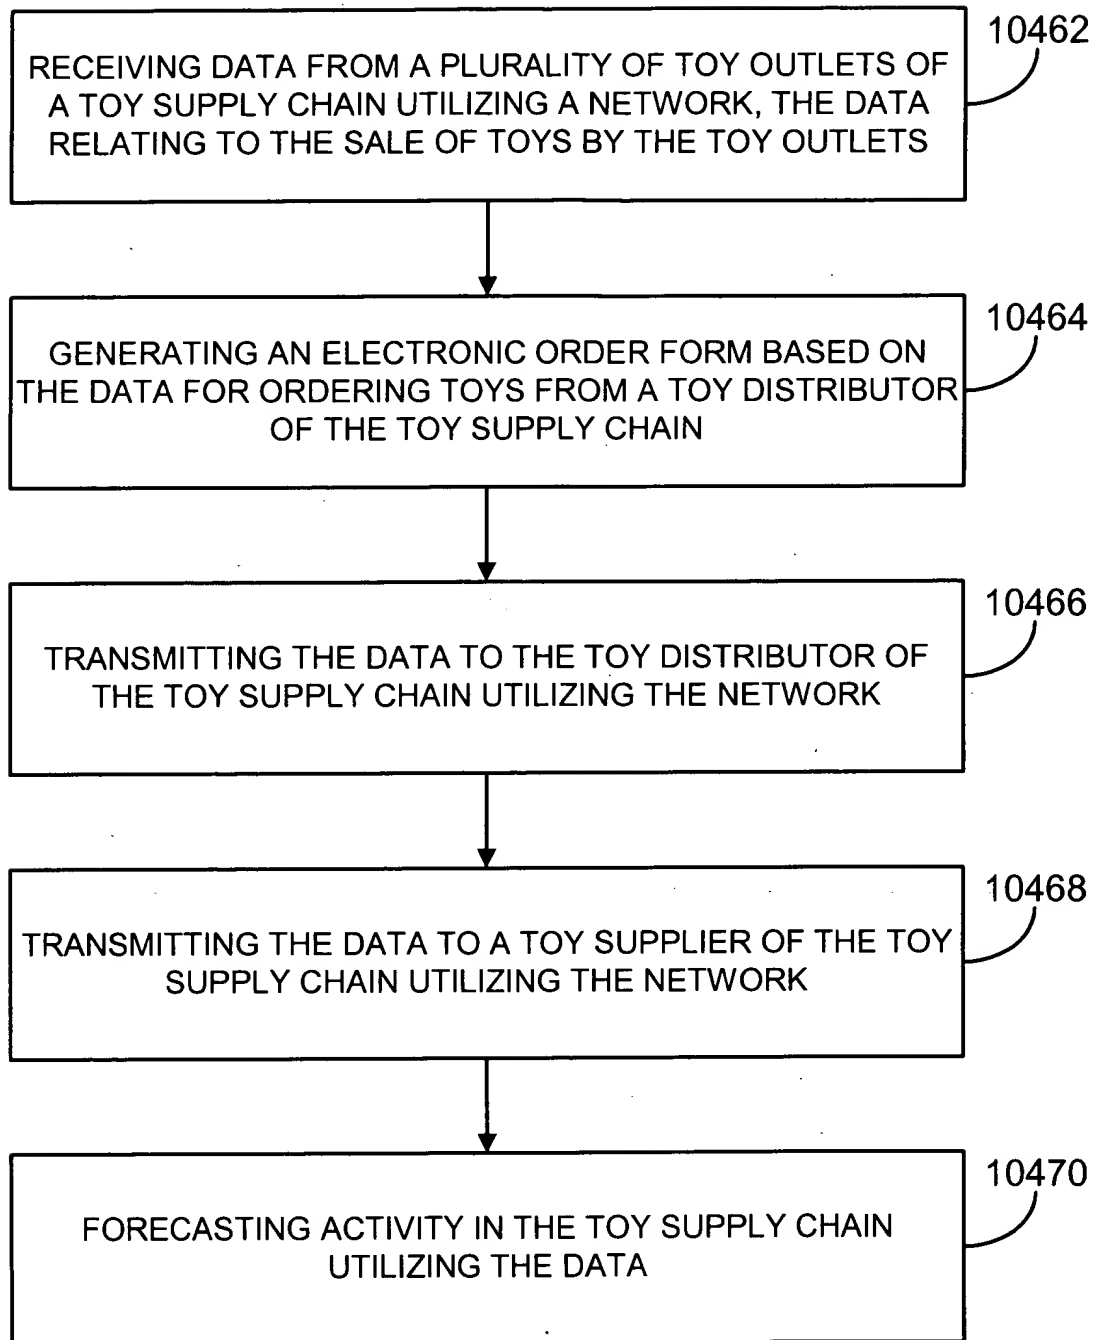 10462
RECEIVING DATA FROM A PLURALITY OF TOY OUTLETS OF
A TOY SUPPLY CHAIN UTILIZING A NETWORK, THE DATA
RELATING TO THE SALE OF TOYS BY THE TOY OUTLETS
10464
GENERATING AN ELECTRONIC ORDER FORM BASED ON
THE DATA FOR ORDERING TOYS FROM A TOY DISTRIBUTOR
OF THE TOY SUPPLY CHAIN
10466
TRANSMITTING THE DATA TO THE TOY DISTRIBUTOR OF
THE TOY SUPPLY CHAIN UTILIZING THE NETWORK
10468
TRANSMITTING THE DATA TO A TOY SUPPLIER OF THE TOY
SUPPLY CHAIN UTILIZING THE NETWORK
10470
FORECASTING ACTIVITY IN THE TOY SUPPLY CHAIN
UTILIZING THE DATA